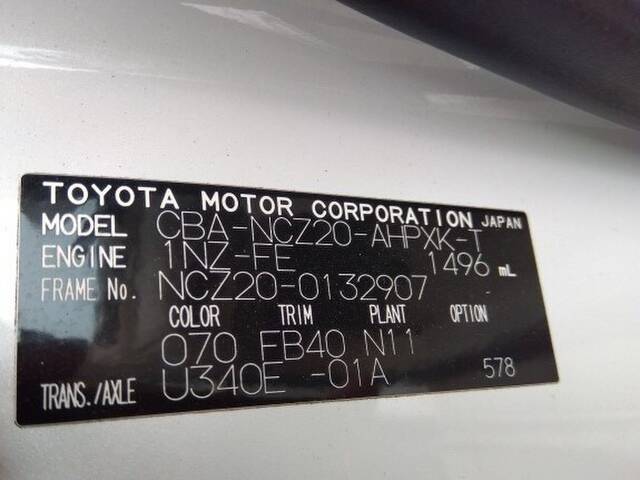 TOYOTA MOTOR CORPORATION JAPAN
MODEL CBA-NCZ20-AHPXK-T
ENGINE 1NZ-FE 1496 mL
FRAME No. NCZ20-0132907 -
COLOR TRIM PLANT OPTION
070 FB40 N11
TRANS./AXLE U340E -01A 578